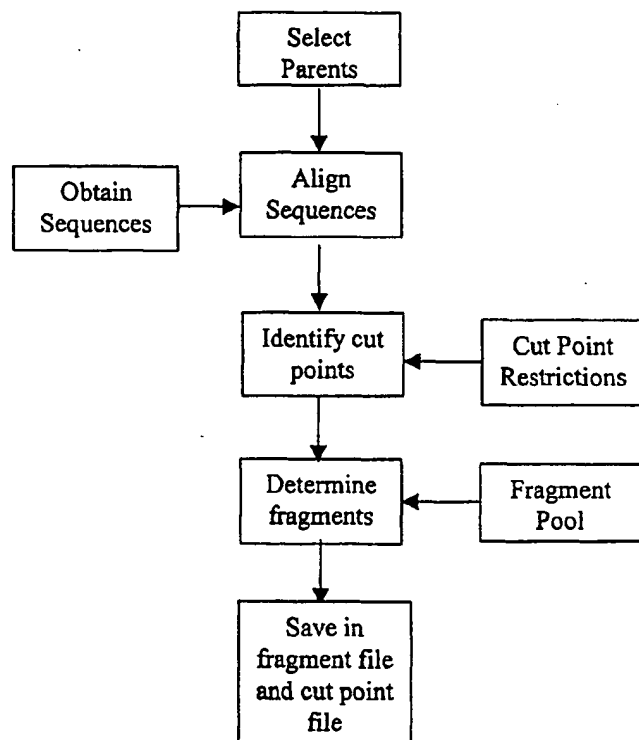 Select
Parents
Obtain
Sequences
Align
Sequences
Identify cut
points
Cut Point
Restrictions
Determine
fragments
Fragment
Pool
Save in
fragment file
and cut point
file